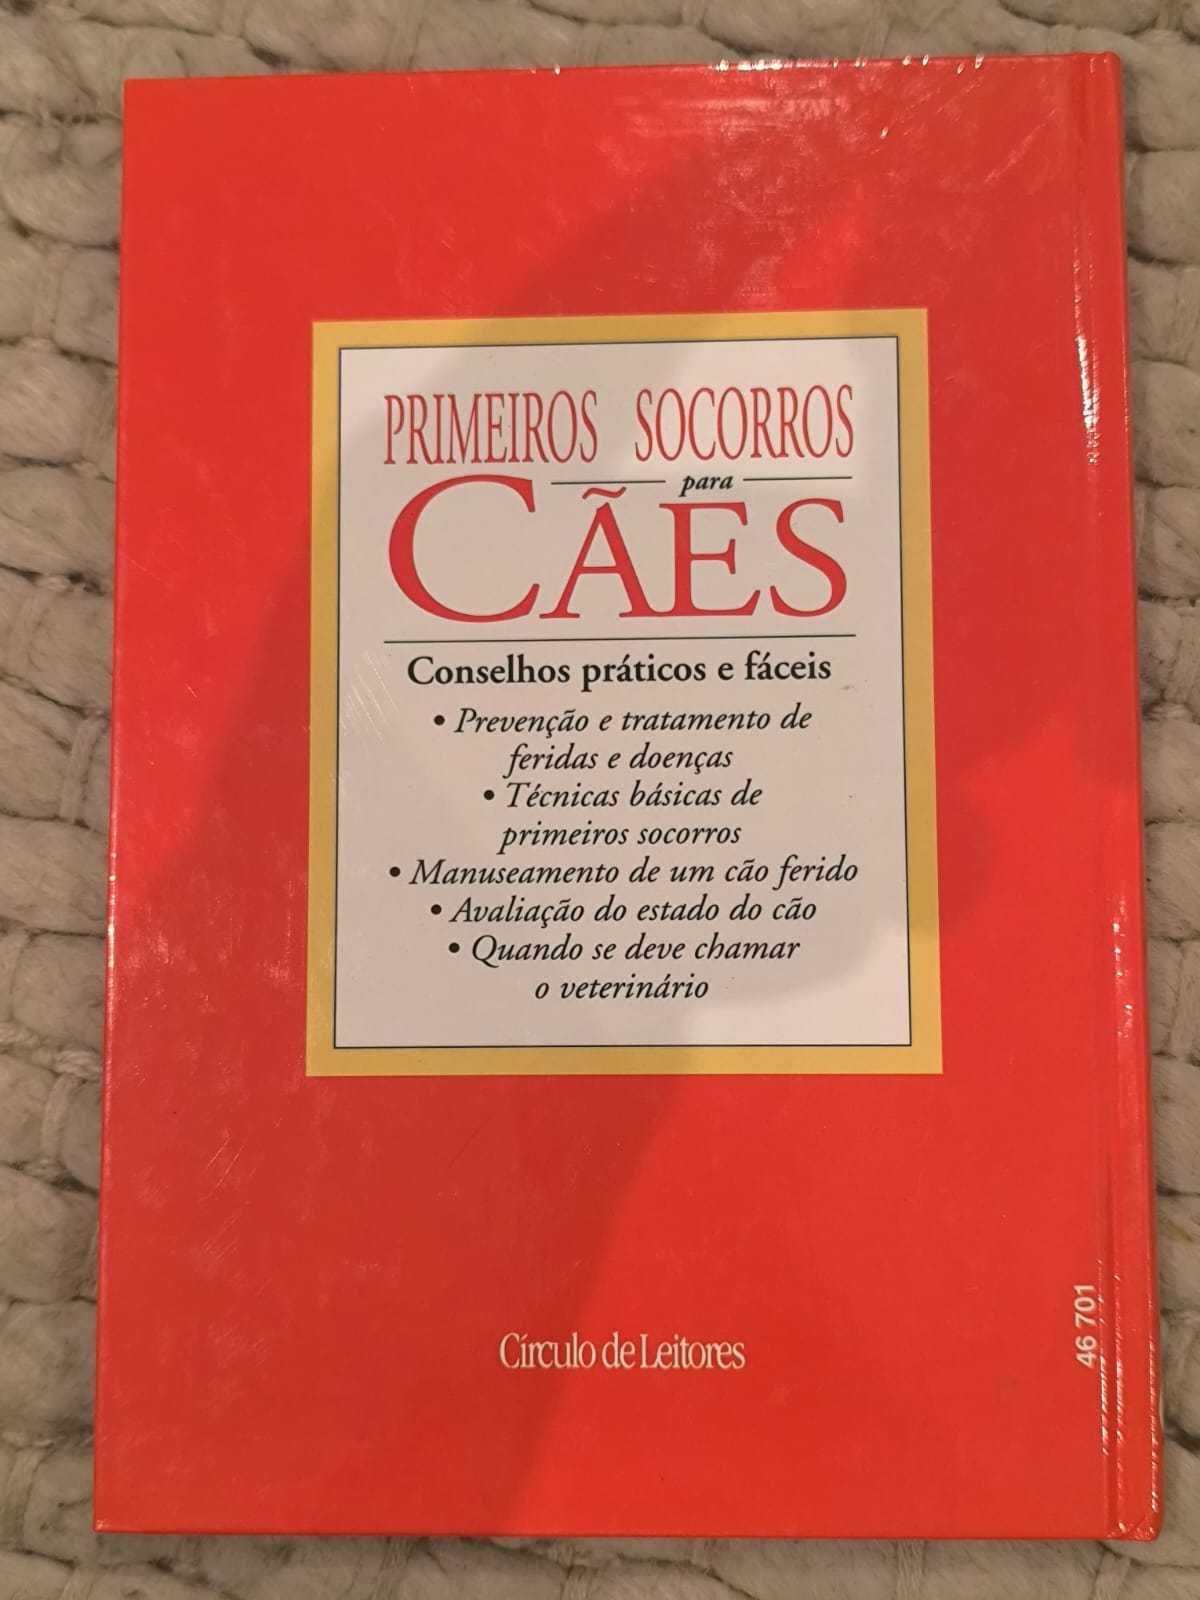 PRIMEIROS SOCORROS
para
CÃES
Conselhos práticos e fáceis
• Prevenção e tratamento de
feridas e doenças
• Técnicas básicas de
primeiros socorros
• Manuseamento de um cão ferido
• Avaliação do estado do cão
• Quando se deve chamar
o veterinário
Círculo de Leitores
46 701